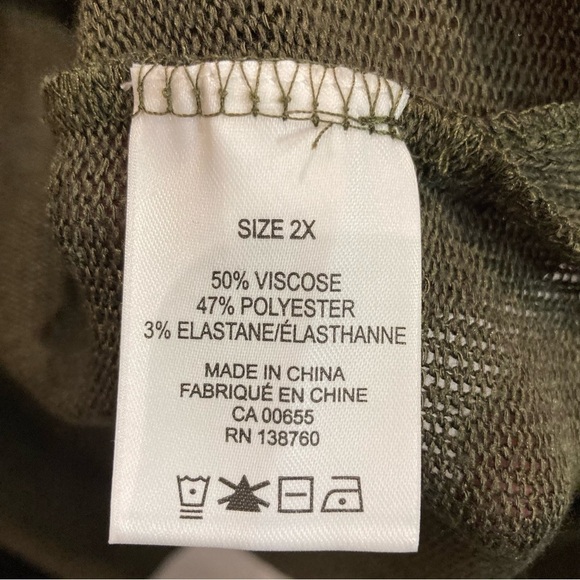 SIZE 2X
50% VISCOSE
47% POLYESTER
3% ELASTANE/ÉLASTHANNE
MADE IN CHINA
FABRIQUÉ EN CHINE
CA 00655
RN 138760